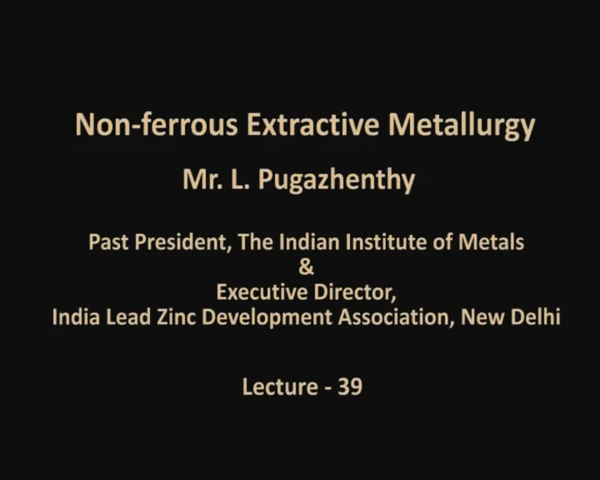 Non-ferrous Extractive Metallurgy
Mr. L. Pugazhenthy
Past President, The Indian Institute of Metals
&
Executive Director,
India Lead Zinc Development Association, New Delhi
Lecture - 39